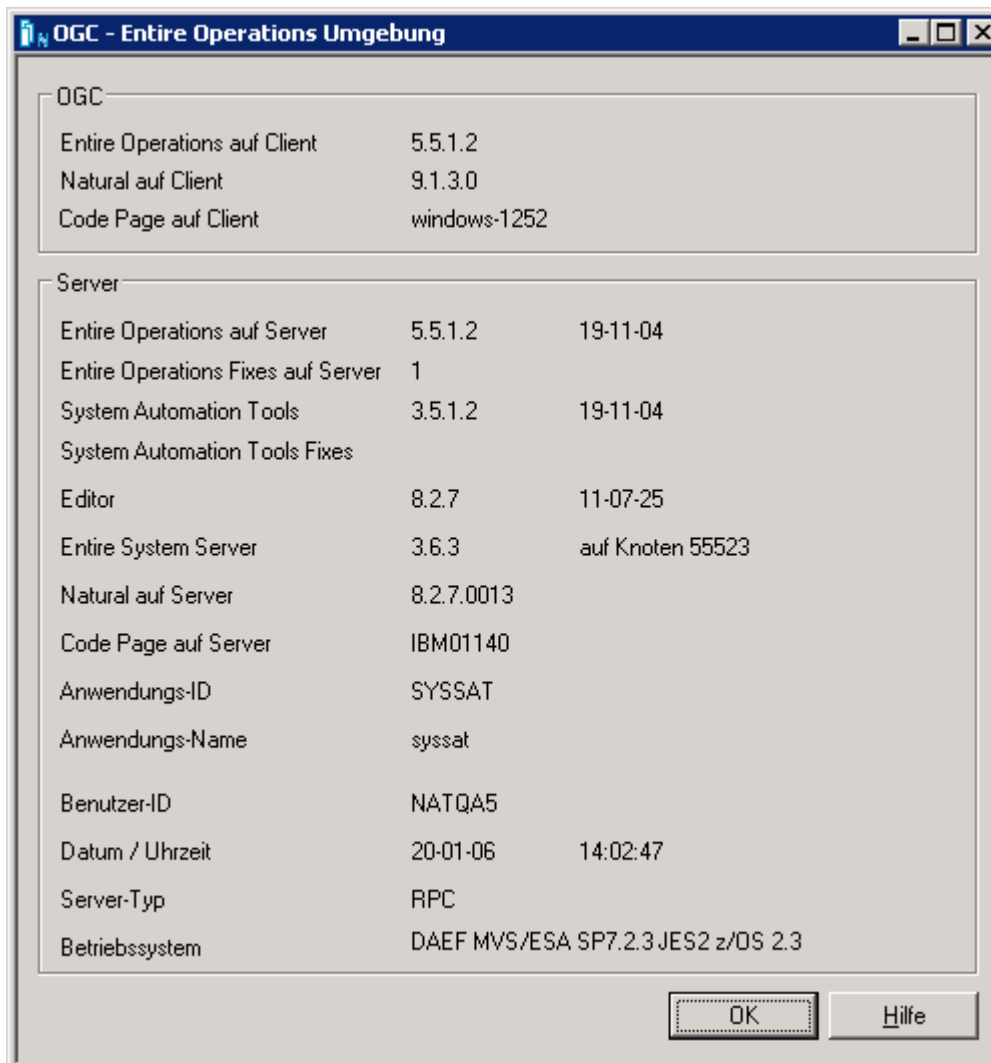 OGC - Entire Operations Umgebung
OGC
Entire Operations auf Client 5.5.1.2
Natural auf Client 9.1.3.0
Code Page auf Client windows-1252
Server
Entire Operations auf Server 5.5.1.2 19-11-04
Entire Operations Fixes auf Server 1
System Automation Tools 3.5.1.2 19-11-04
System Automation Tools Fixes
Editor 8.2.7 11-07-25
Entire System Server 3.6.3 auf Knoten 55523
Natural auf Server 8.2.7.0013
Code Page auf Server IBM01140
Anwendungs-ID SYSSAT
Anwendungs-Name syssat
Benutzer-ID NATQA5
Datum / Uhrzeit 20-01-06 14:02:47
Server-Typ RPC
Betriebssystem DAEF MVS/ESA SP7.2.3 JES2 z/OS 2.3
OK Hilfe